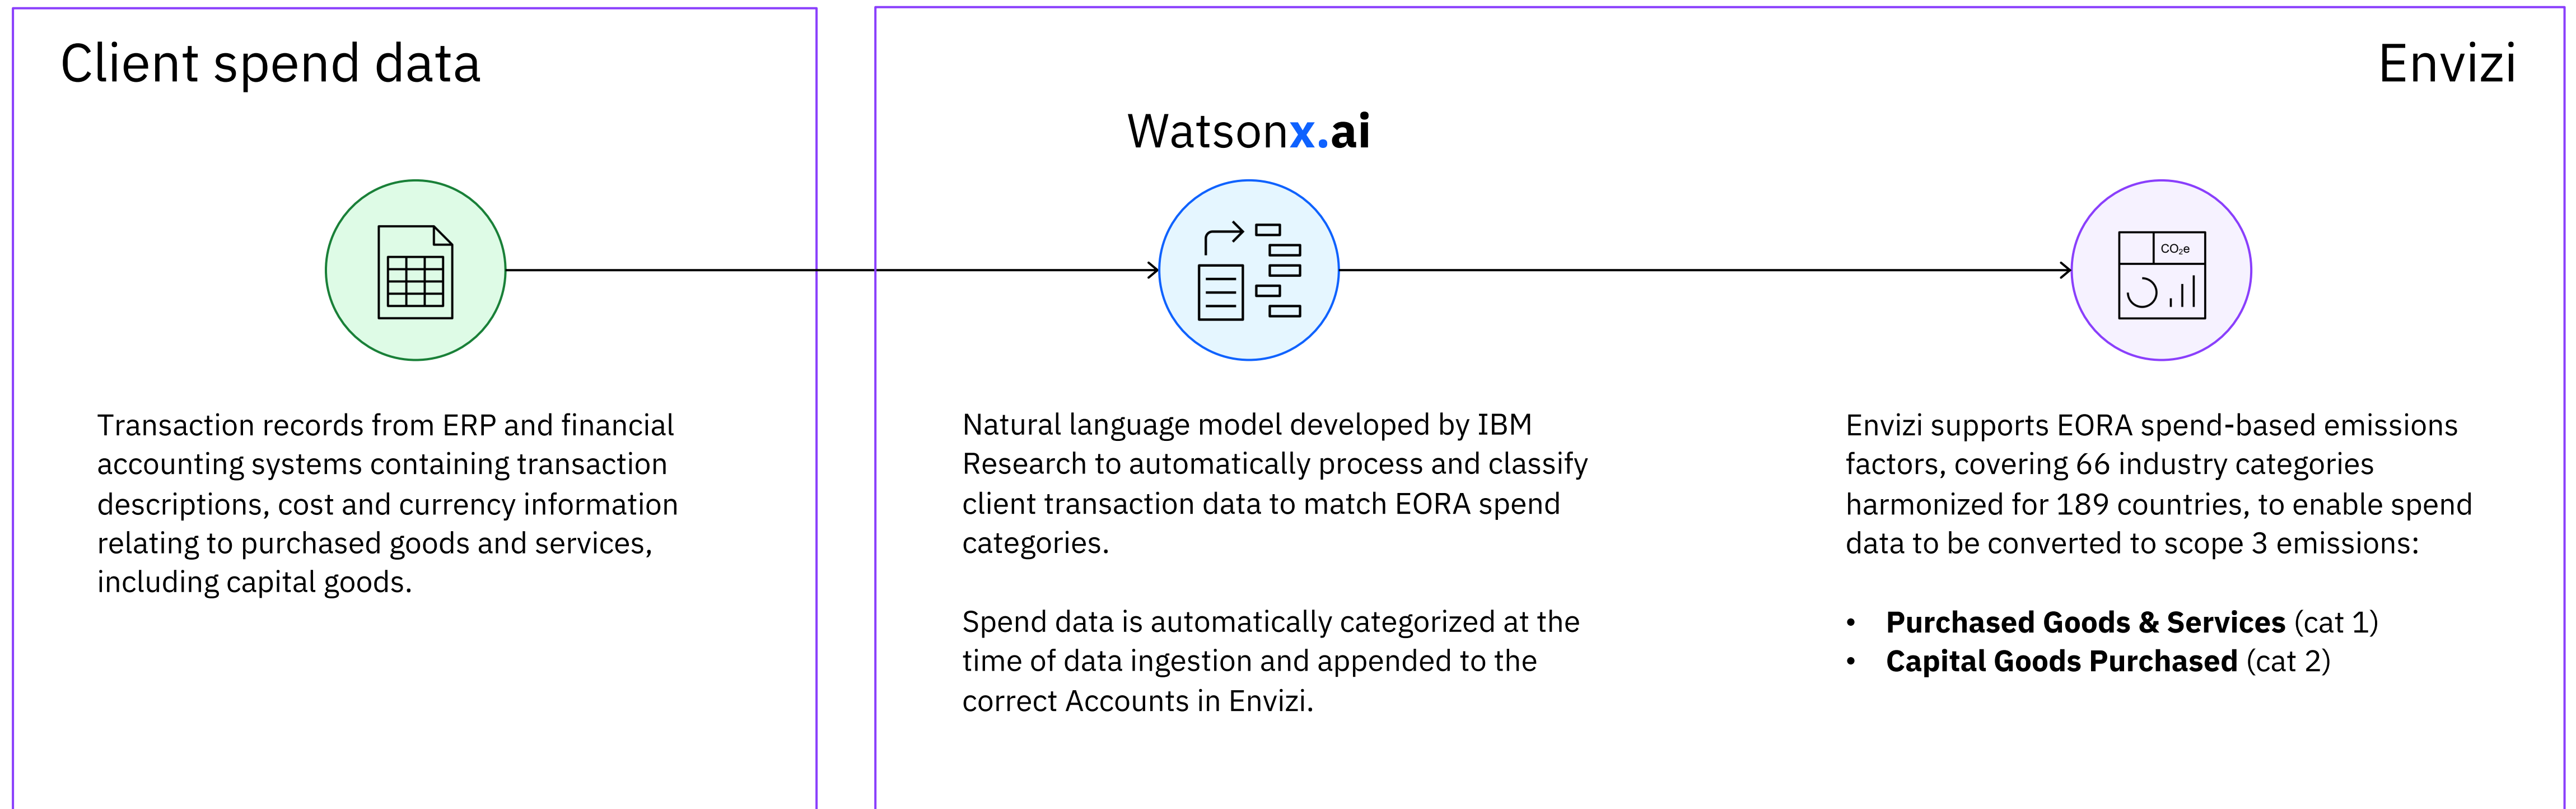 Client spend data
Envizi
Watsonx.ai
CO₂e
Transaction records from ERP and financial
accounting systems containing transaction
descriptions, cost and currency information
relating to purchased goods and services,
including capital goods.
Natural language model developed by IBM
Research to automatically process and classify
client transaction data to match EORA spend
categories.
Spend data is automatically categorized at the
time of data ingestion and appended to the
correct Accounts in Envizi.
Envizi supports EORA spend-based emissions
factors, covering 66 industry categories
harmonized for 189 countries, to enable spend
data to be converted to scope 3 emissions:
• Purchased Goods & Services (cat 1)
• Capital Goods Purchased (cat 2)